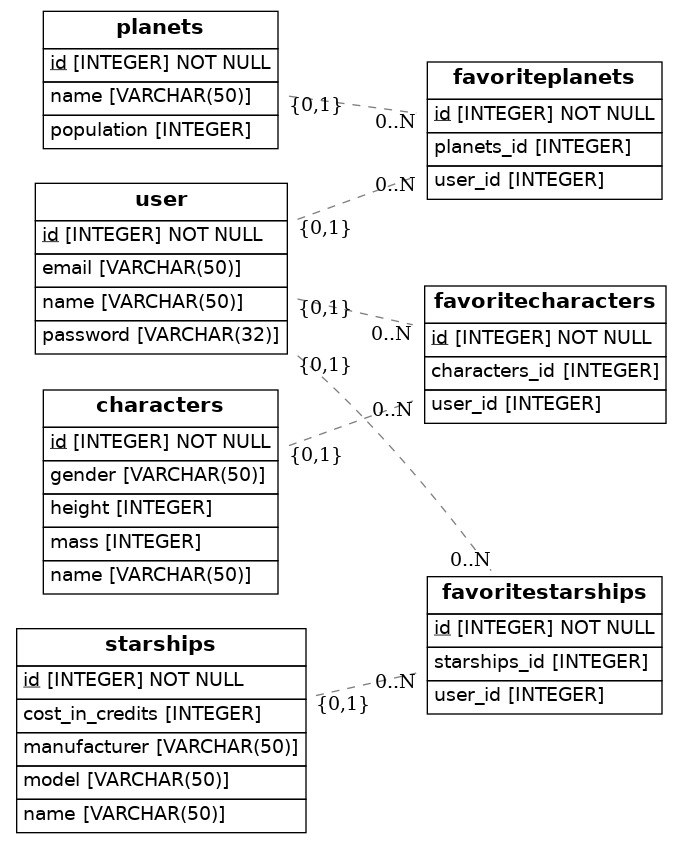 planets
id [INTEGER] NOT NULL
name [VARCHAR(50)]
population [INTEGER]
{0,1}
0..N
favoriteplanets
id [INTEGER] NOT NULL
planets_id [INTEGER]
user_id [INTEGER]
user
id [INTEGER] NOT NULL
email [VARCHAR(50)]
name [VARCHAR(50)]
password [VARCHAR(32)]
0..N
{0,1}
{0,1}
0..N
{0,1}
favoritecharacters
id [INTEGER] NOT NULL
characters_id [INTEGER]
user_id [INTEGER]
characters
id [INTEGER] NOT NULL
gender [VARCHAR(50)]
height [INTEGER]
mass [INTEGER]
name [VARCHAR(50)]
0..N
{0,1}
0..N
favoritestarships
id [INTEGER] NOT NULL
starships_id [INTEGER]
user_id [INTEGER]
starships
id [INTEGER] NOT NULL
cost_in_credits [INTEGER]
manufacturer [VARCHAR(50)]
model [VARCHAR(50)]
name [VARCHAR(50)]
0..N
{0,1}